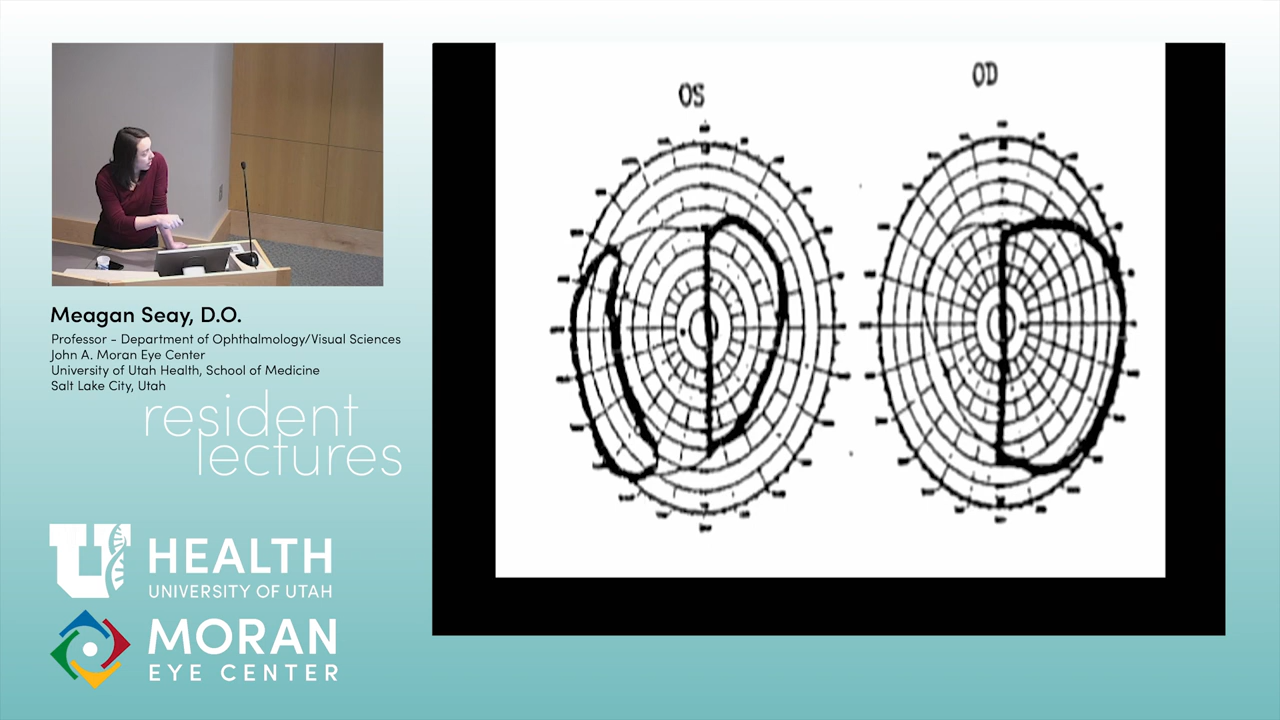 OS
OD
Meagan Seay, D.O.
Professor - Department of Ophthalmology/Visual Sciences
John A. Moran Eye Center
University of Utah Health, School of Medicine
Salt Lake City, Utah
resident
lectures
U HEALTH
UNIVERSITY OF UTAH
MORAN
EYE CENTER